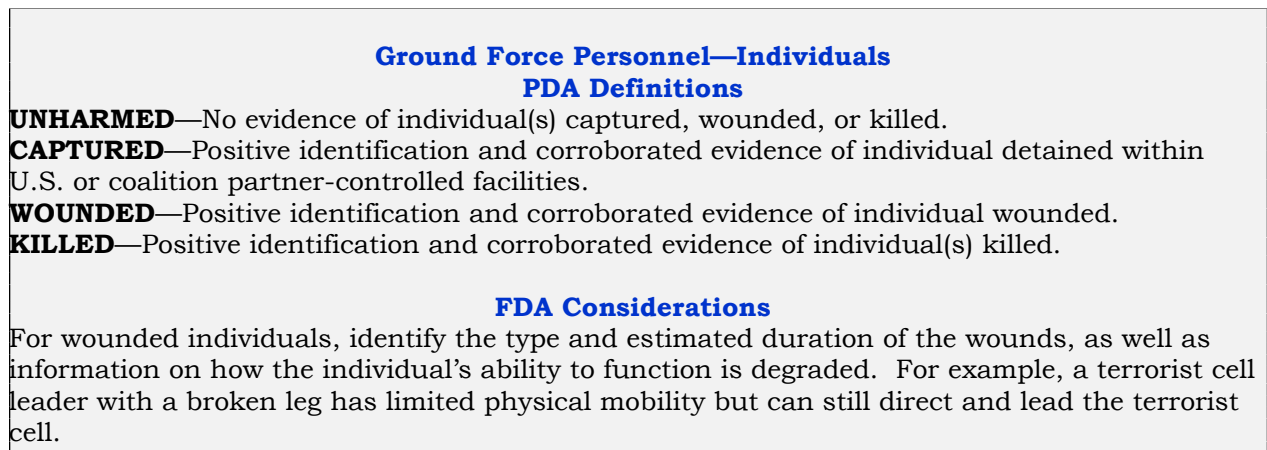 Ground Force Personnel—Individuals
PDA Definitions
UNHARMED—No evidence of individual(s) captured, wounded, or killed.
CAPTURED—Positive identification and corroborated evidence of individual detained within
U.S. or coalition partner-controlled facilities.
WOUNDED—Positive identification and corroborated evidence of individual wounded.
KILLED—Positive identification and corroborated evidence of individual(s) killed.
FDA Considerations
For wounded individuals, identify the type and estimated duration of the wounds, as well as
information on how the individual’s ability to function is degraded.  For example, a terrorist cell
leader with a broken leg has limited physical mobility but can still direct and lead the terrorist
cell.